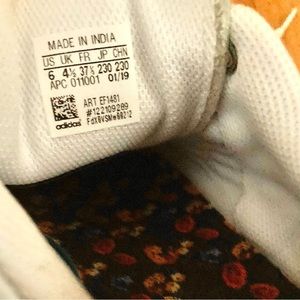 MADE IN INDIA
US UK FR JP CHN
6 4½ 37⅓ 230 230
APC 011001 01/19
ART EF1481
#122109289
adidas